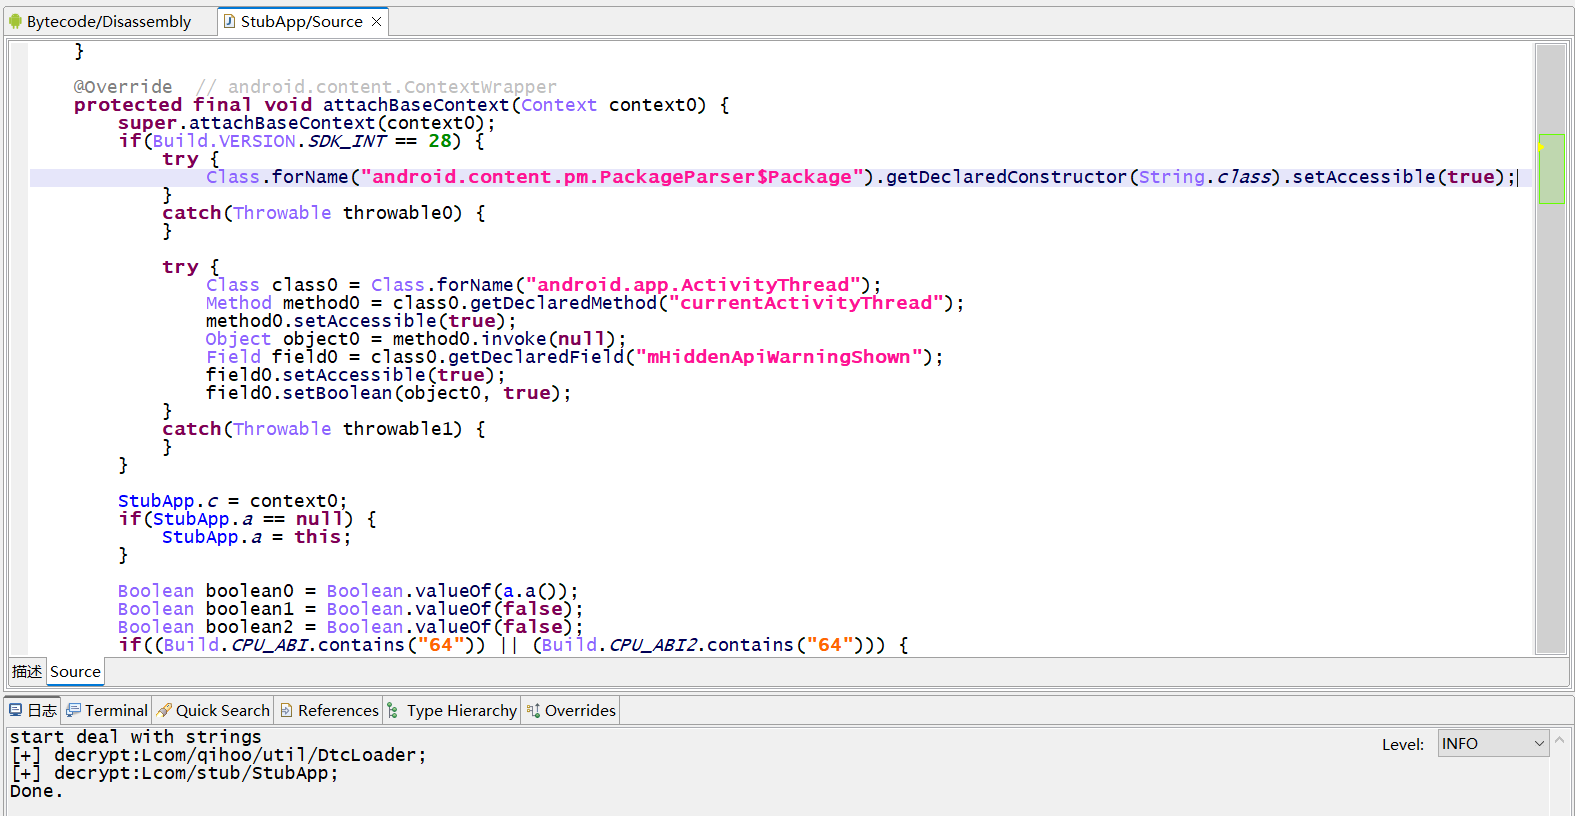 Bytecode/Disassembly StubApp/Source
}
@Override // android.content.ContextWrapper
protected final void attachBaseContext(Context context0) {
super.attachBaseContext(context0);
if(Build.VERSION.SDK_INT == 28) {
try {
Class.forName("android.content.pm.PackageParser$Package").getDeclaredConstructor(String.class).setAccessible(true);
}
catch(Throwable throwable0) {
}
try {
Class class0 = Class.forName("android.app.ActivityThread");
Method method0 = class0.getDeclaredMethod("currentActivityThread");
method0.setAccessible(true);
Object object0 = method0.invoke(null);
Field field0 = class0.getDeclaredField("mHiddenApiWarningShown");
field0.setAccessible(true);
field0.setBoolean(object0, true);
}
catch(Throwable throwable1) {
}
}
StubApp.c = context0;
if(StubApp.a == null) {
StubApp.a = this;
}
Boolean boolean0 = Boolean.valueOf(a.a());
Boolean boolean1 = Boolean.valueOf(false);
Boolean boolean2 = Boolean.valueOf(false);
if((Build.CPU_ABI.contains("64")) || (Build.CPU_ABI2.contains("64"))) {
描述 Source
日志 Terminal Quick Search References Type Hierarchy Overrides
start deal with strings
[+] decrypt:Lcom/qihoo/util/DtcLoader;
[+] decrypt:Lcom/stub/StubApp;
Done.
Level: INFO